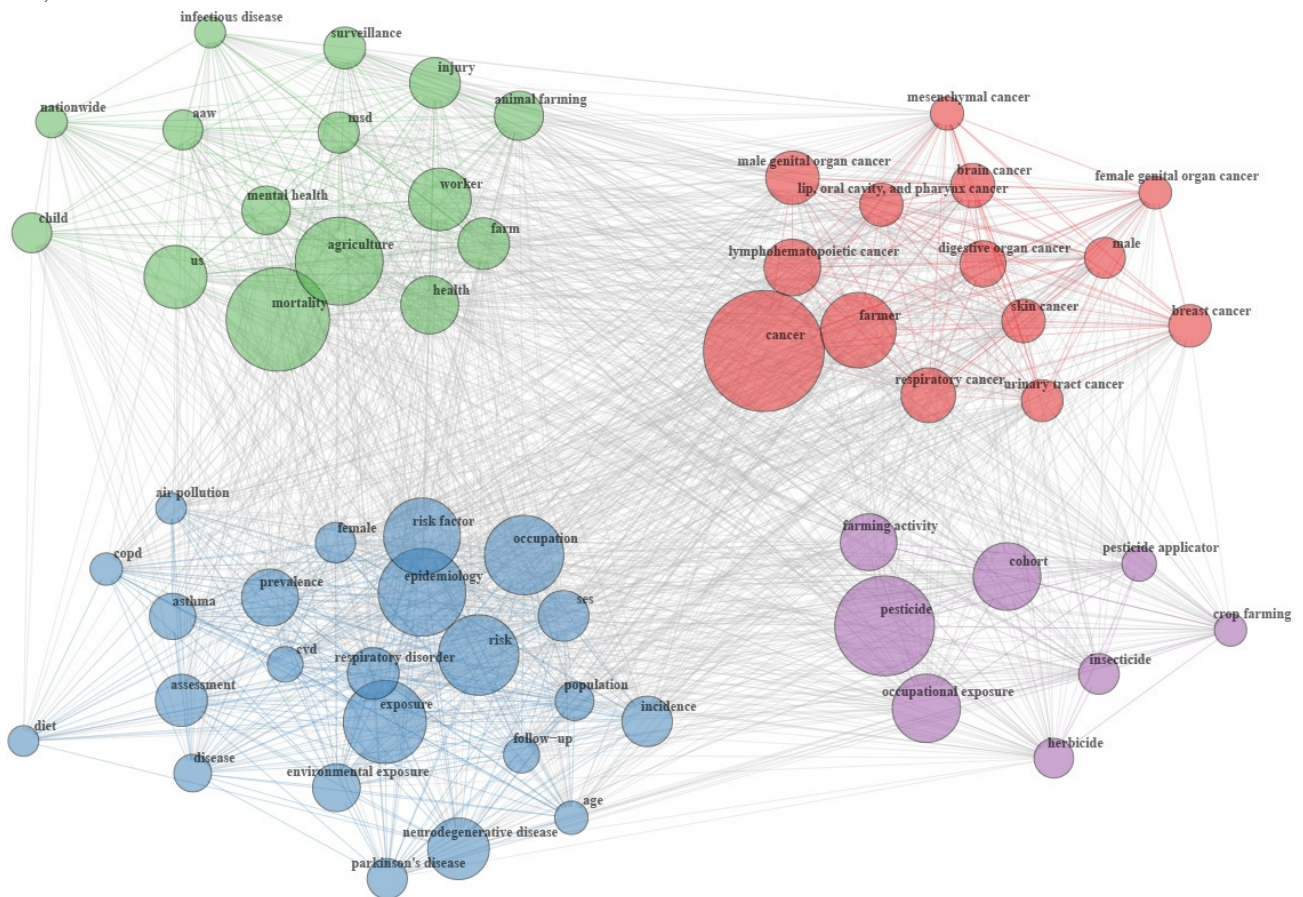 infectious disease
surveillance
injury
nationwide
aaw
msd
animal farming
mental health
worker
child
us
agriculture
farm
mortality
health
mesenchymal cancer
male genital organ cancer
brain cancer
female genital organ cancer
lip, oral cavity, and pharynx cancer
lymphohematopoietic cancer
digestive organ cancer
male
cancer
farmer
skin cancer
breast cancer
respiratory cancer
urinary tract cancer
air pollution
female
risk factor
occupation
copd
prevalence
epidemiology
asthma
ses
cvd
respiratory disorder
risk
assessment
exposure
population
incidence
diet
disease
environmental exposure
follow−up
age
neurodegenerative disease
parkinson's disease
farming activity
cohort
pesticide applicator
pesticide
crop farming
insecticide
occupational exposure
herbicide